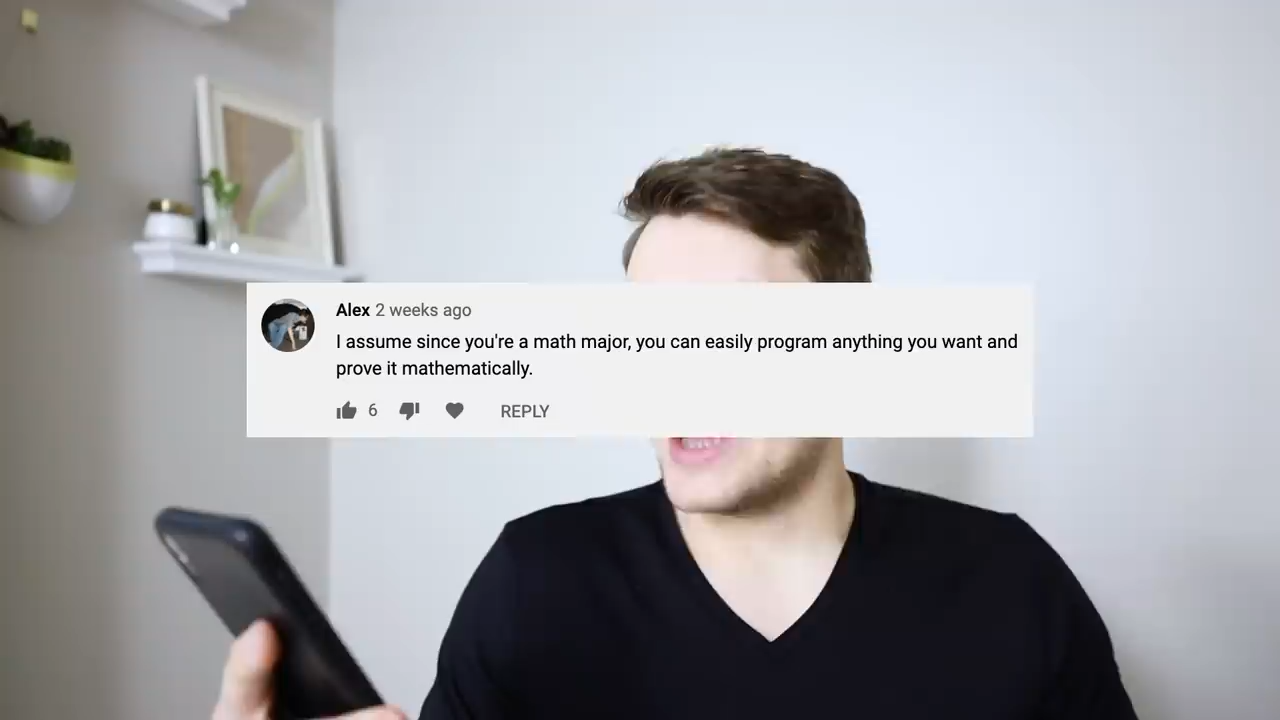 Alex 2 weeks ago
I assume since you're a math major, you can easily program anything you want and
prove it mathematically.
6
REPLY